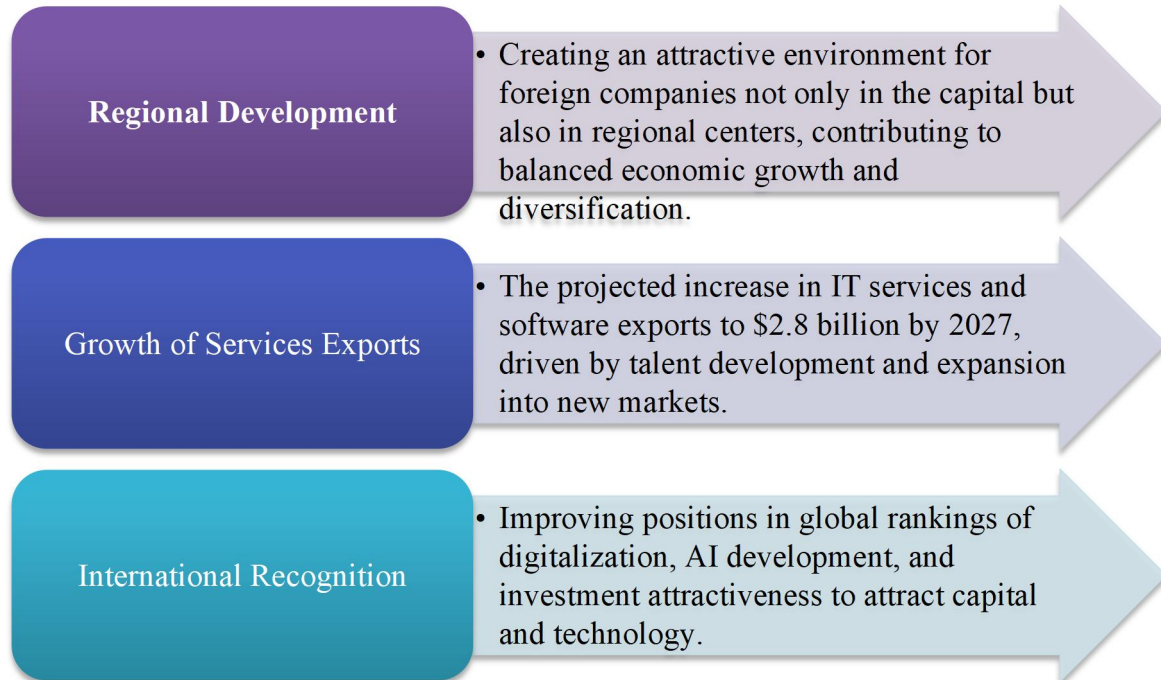 Regional Development
• Creating an attractive environment for
foreign companies not only in the capital but
also in regional centers, contributing to
balanced economic growth and
diversification.
Growth of Services Exports
• The projected increase in IT services and
software exports to $2.8 billion by 2027,
driven by talent development and expansion
into new markets.
International Recognition
• Improving positions in global rankings of
digitalization, AI development, and
investment attractiveness to attract capital
and technology.